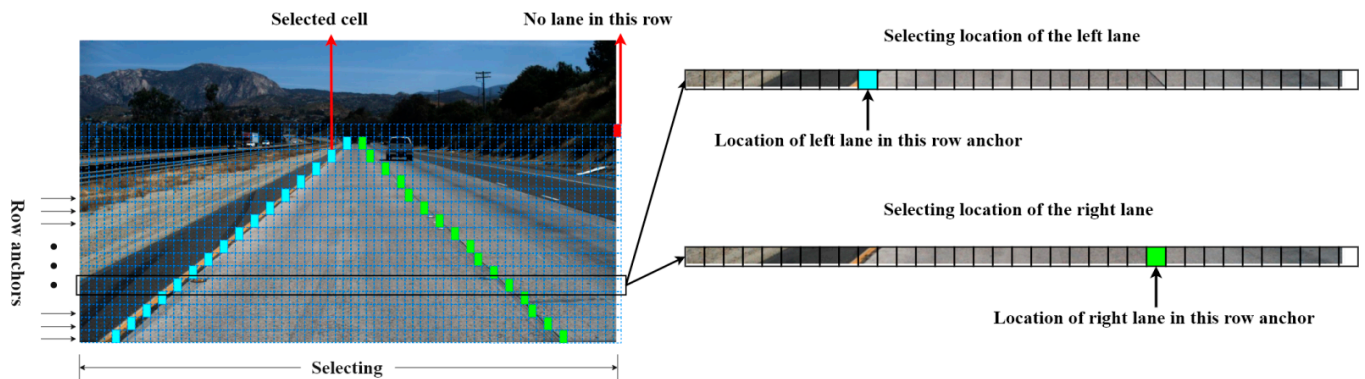 Selected cell
No lane in this row
Row anchors
Selecting
Selecting location of the left lane
Location of left lane in this row anchor
Selecting location of the right lane
Location of right lane in this row anchor